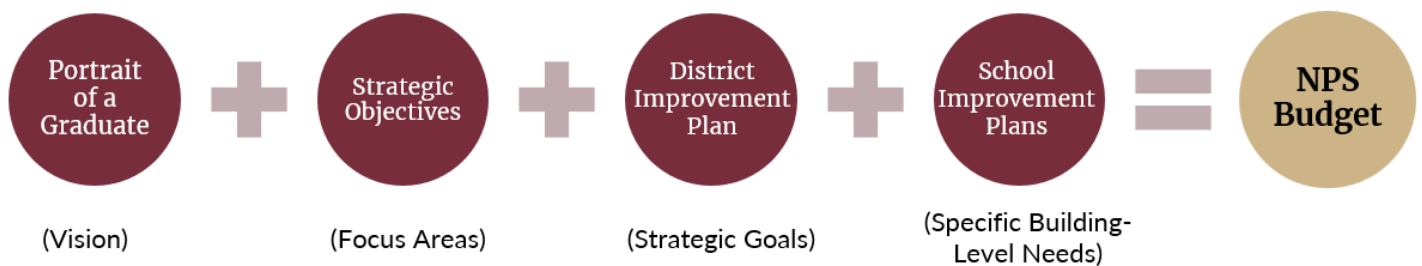 Portrait
of a
Graduate
Strategic
Objectives
District
Improvement
Plan
School
Improvement
Plans
NPS
Budget
(Vision)
(Focus Areas)
(Strategic Goals)
(Specific Building-
Level Needs)